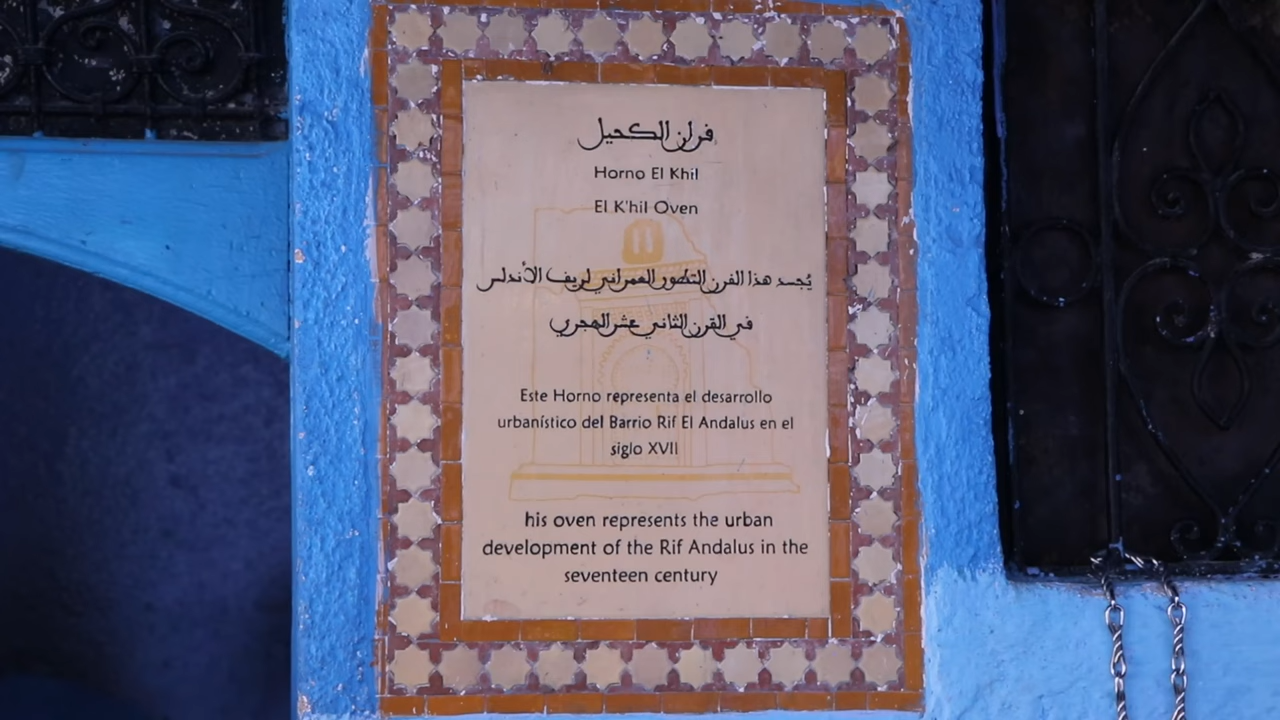 فران الكحيل
Horno El Khil
El K'hil Oven
يُجسد هذا الفرن التطور العمراني لريف الأندلس
في القرن الثاني عشر الهجري
Este Horno representa el desarrollo
urbanístico del Barrio Rif El Andalus en el
siglo XVII
his oven represents the urban
development of the Rif Andalus in the
seventeen century